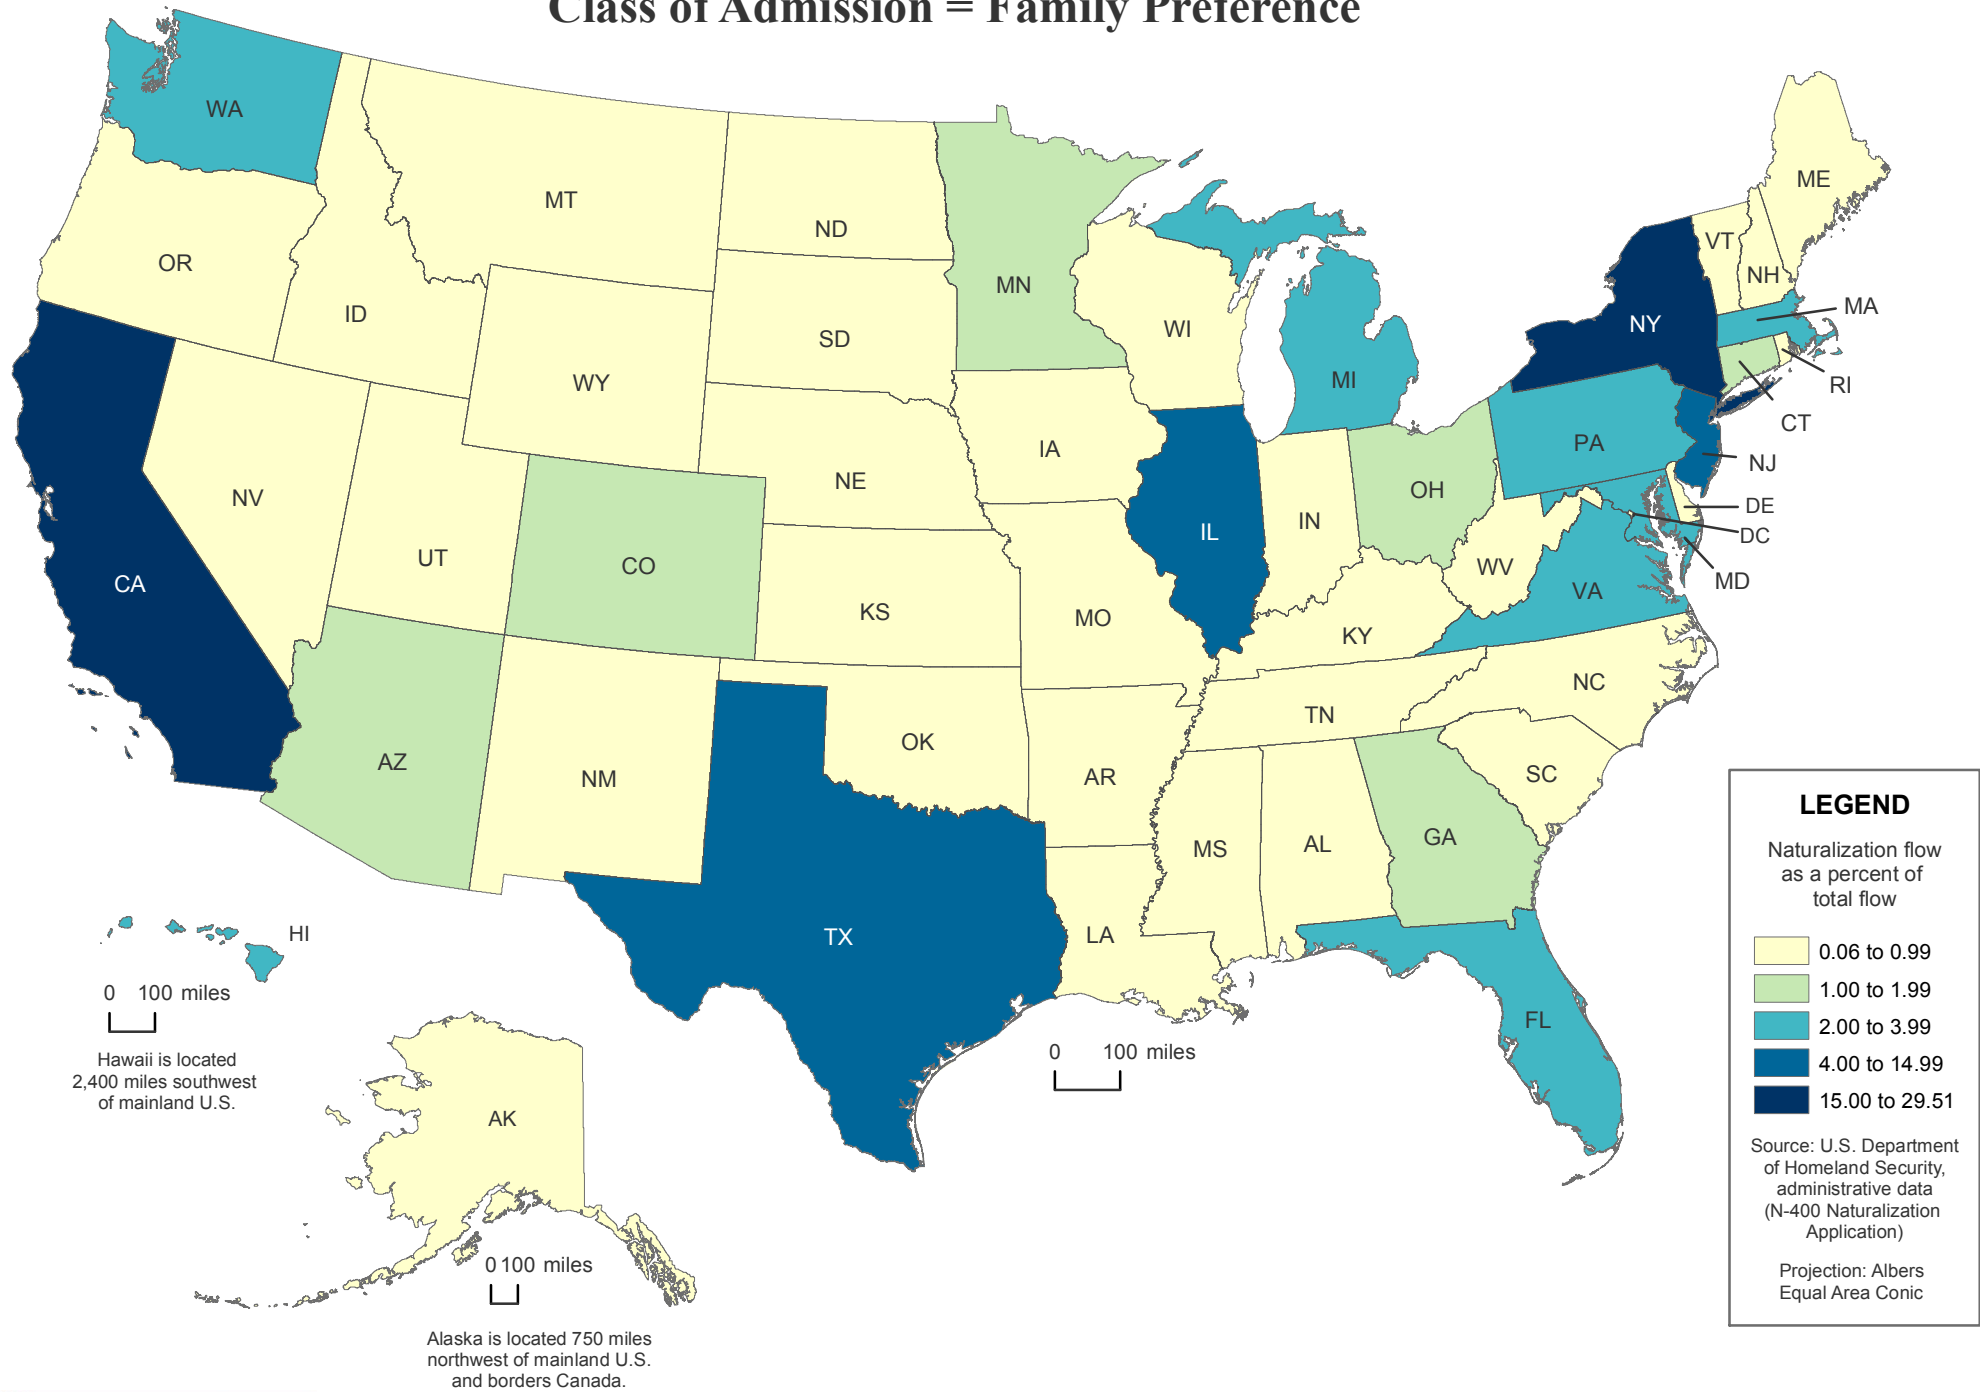 Class of Admission = Family Preference
WA
MT
ND
MN
ME
OR
ID
VT
NH
SD
WI
MA
NY
WY
MI
RI
CT
IA
PA
NE
NJ
NV
OH
DE
IN
IL
DC
UT
CO
WV
MD
CA
VA
KS
MO
KY
NC
TN
OK
AZ
NM
AR
SC
MS
AL
GA
TX
LA
HI
FL
AK
0 100 miles
Hawaii is located
2,400 miles southwest
of mainland U.S.
0 100 miles
0 100 miles
Alaska is located 750 miles
northwest of mainland U.S.
and borders Canada.
LEGEND
Naturalization flow
as a percent of
total flow
0.06 to 0.99
1.00 to 1.99
2.00 to 3.99
4.00 to 14.99
15.00 to 29.51
Source: U.S. Department
of Homeland Security,
administrative data
(N-400 Naturalization
Application)
Projection: Albers
Equal Area Conic